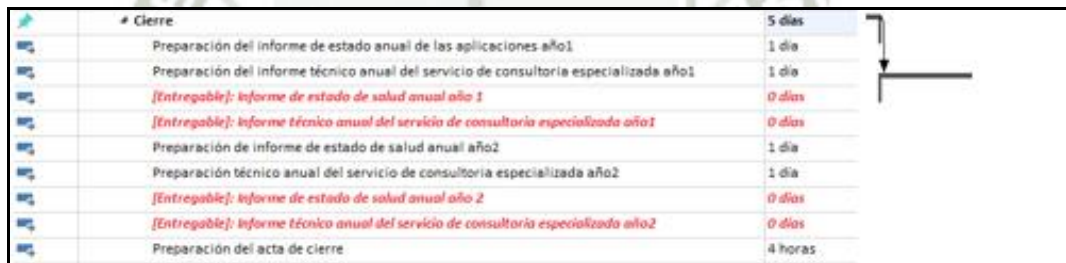 Cierre 5 días
Preparación del informe de estado anual de las aplicaciones año1 1 día
Preparación del informe técnico anual del servicio de consultoria especializada año1 1 día
[Entregable]: Informe de estado de salud anual año 1 0 días
[Entregable]: Informe técnico anual del servicio de consultoria especializada año1 0 días
Preparación de informe de estado de salud anual año2 1 día
Preparación técnico anual del servicio de consultoria especializada año2 1 día
[Entregable]: Informe de estado de salud anual año 2 0 días
[Entregable]: Informe técnico anual del servicio de consultoria especializada año2 0 días
Preparación del acta de cierre 4 horas